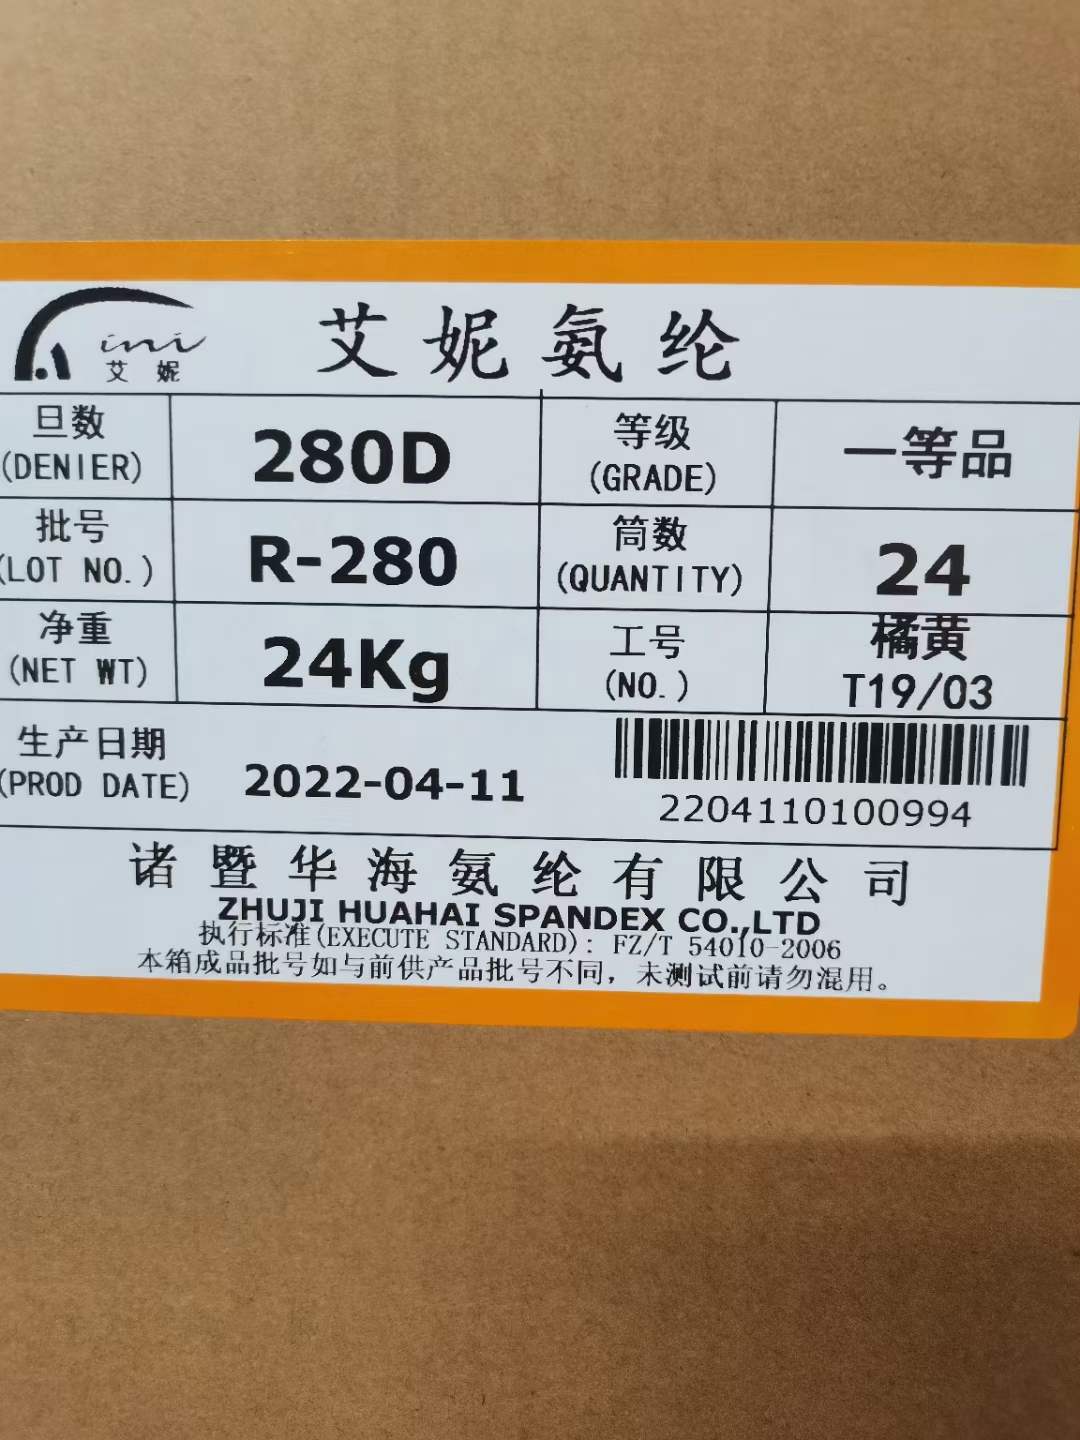 ini
艾妮
艾妮氨纶
旦数
(DENIER)
280D
等级
(GRADE)
一等品
批号
(LOT NO.)
R-280
筒数
(QUANTITY)
24
净重
(NET WT)
24Kg
工号
(NO.)
橘黄
T19/03
生产日期
(PROD DATE)
2022-04-11
2204110100994
诸暨华海氨纶有限公司
ZHUJI HUAHAI SPANDEX CO.,LTD
执行标准(EXECUTE STANDARD): FZ/T 54010-2006
本箱成品批号如与前供产品批号不同，未测试前请勿混用。